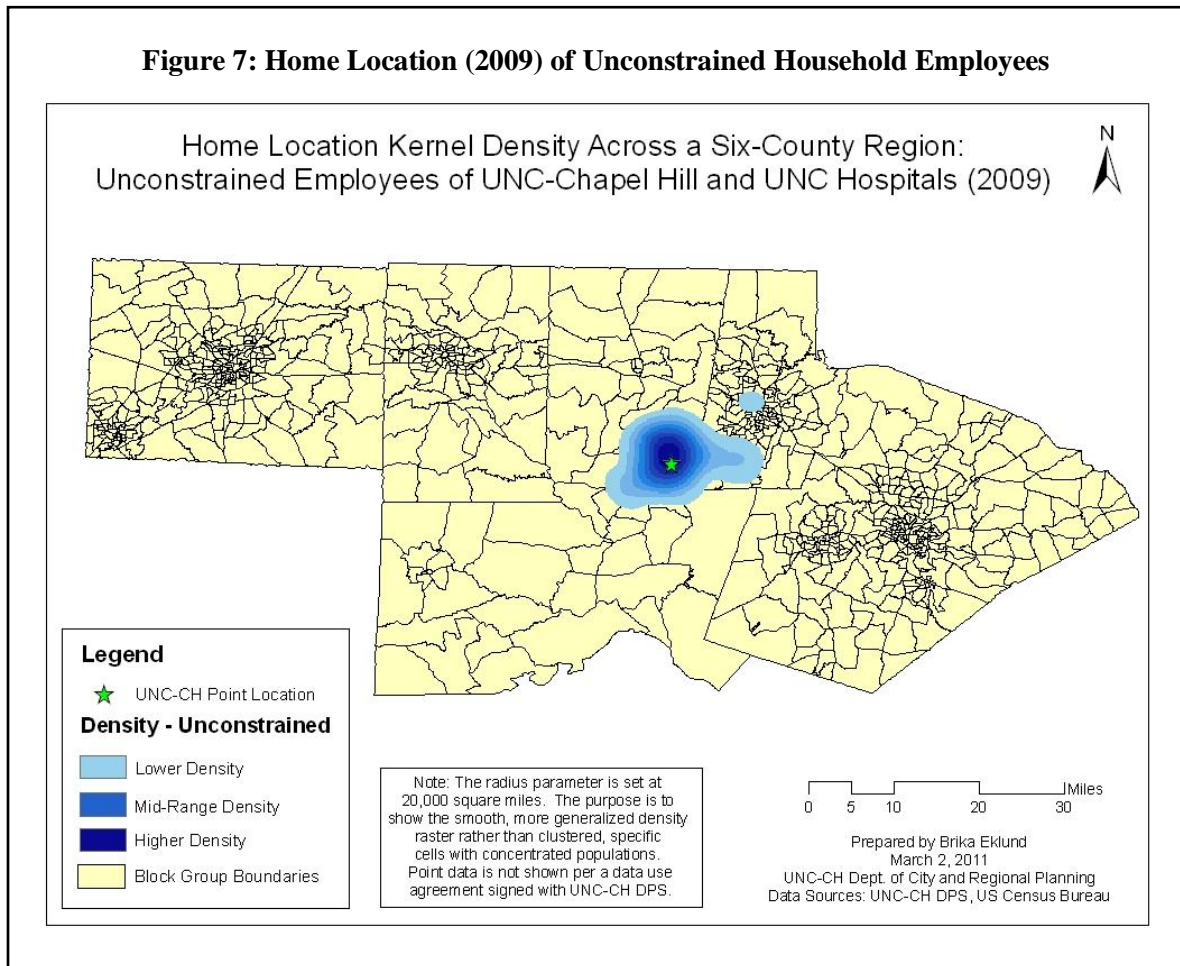 Figure 7: Home Location (2009) of Unconstrained Household Employees
Home Location Kernel Density Across a Six-County Region:
Unconstrained Employees of UNC-Chapel Hill and UNC Hospitals (2009)
N
Legend
UNC-CH Point Location
Density - Unconstrained
Lower Density
Mid-Range Density
Higher Density
Block Group Boundaries
Note: The radius parameter is set at
20,000 square miles. The purpose is to
show the smooth, more generalized density
raster rather than clustered, specific
cells with concentrated populations.
Point data is not shown per a data use
agreement signed with UNC-CH DPS.
Miles
0 5 10 20 30
Prepared by Brika Eklund
March 2, 2011
UNC-CH Dept. of City and Regional Planning
Data Sources: UNC-CH DPS, US Census Bureau